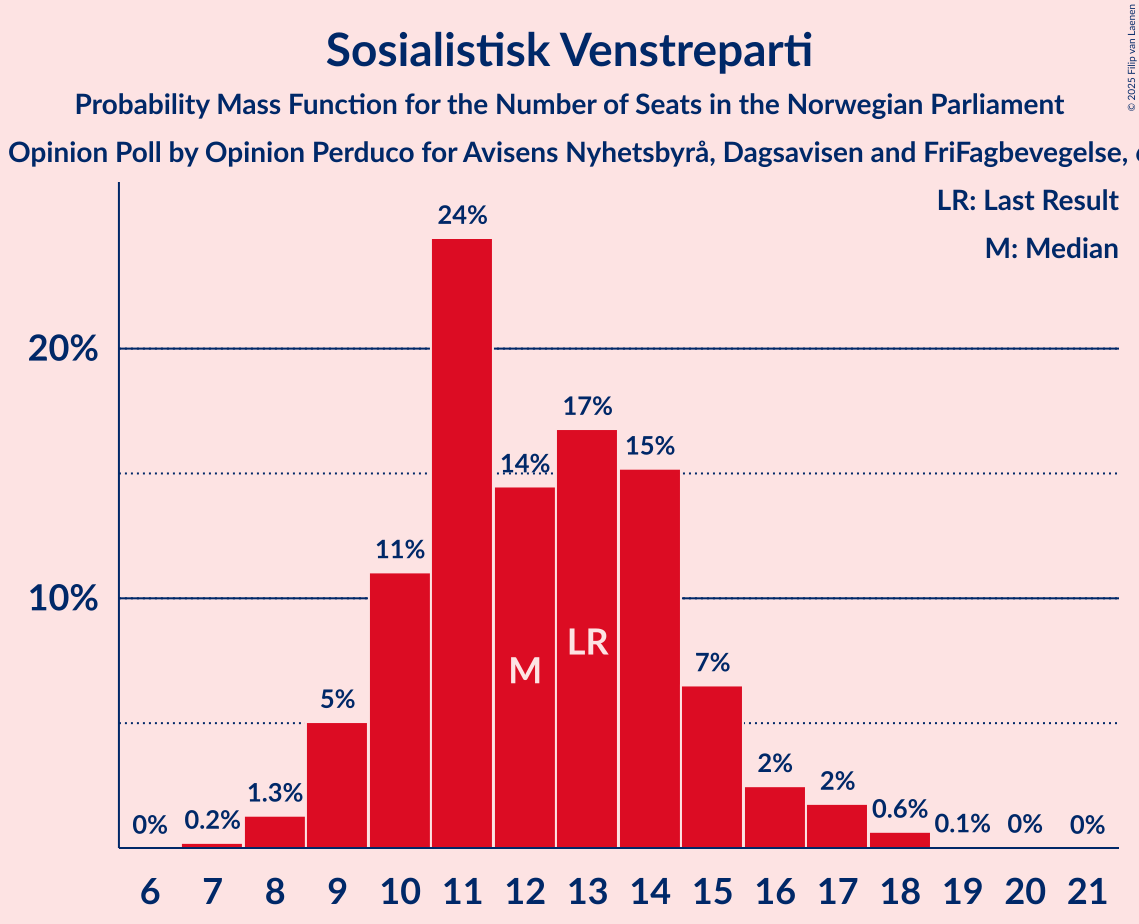 Sosialistisk Venstreparti
Probability Mass Function for the Number of Seats in the Norwegian Parliament
Opinion Poll by Opinion Perduco for Avisens Nyhetsbyrå, Dagsavisen and FriFagbevegelse,
© 2025 Filip van Laenen
LR: Last Result
M: Median
24%
20%
17%
15%
14%
11%
10%
LR
M
7%
5%
2%
2%
1.3%
0.6%
0% 0.2% 0.1% 0% 0%
6 7 8 9 10 11 12 13 14 15 16 17 18 19 20 21